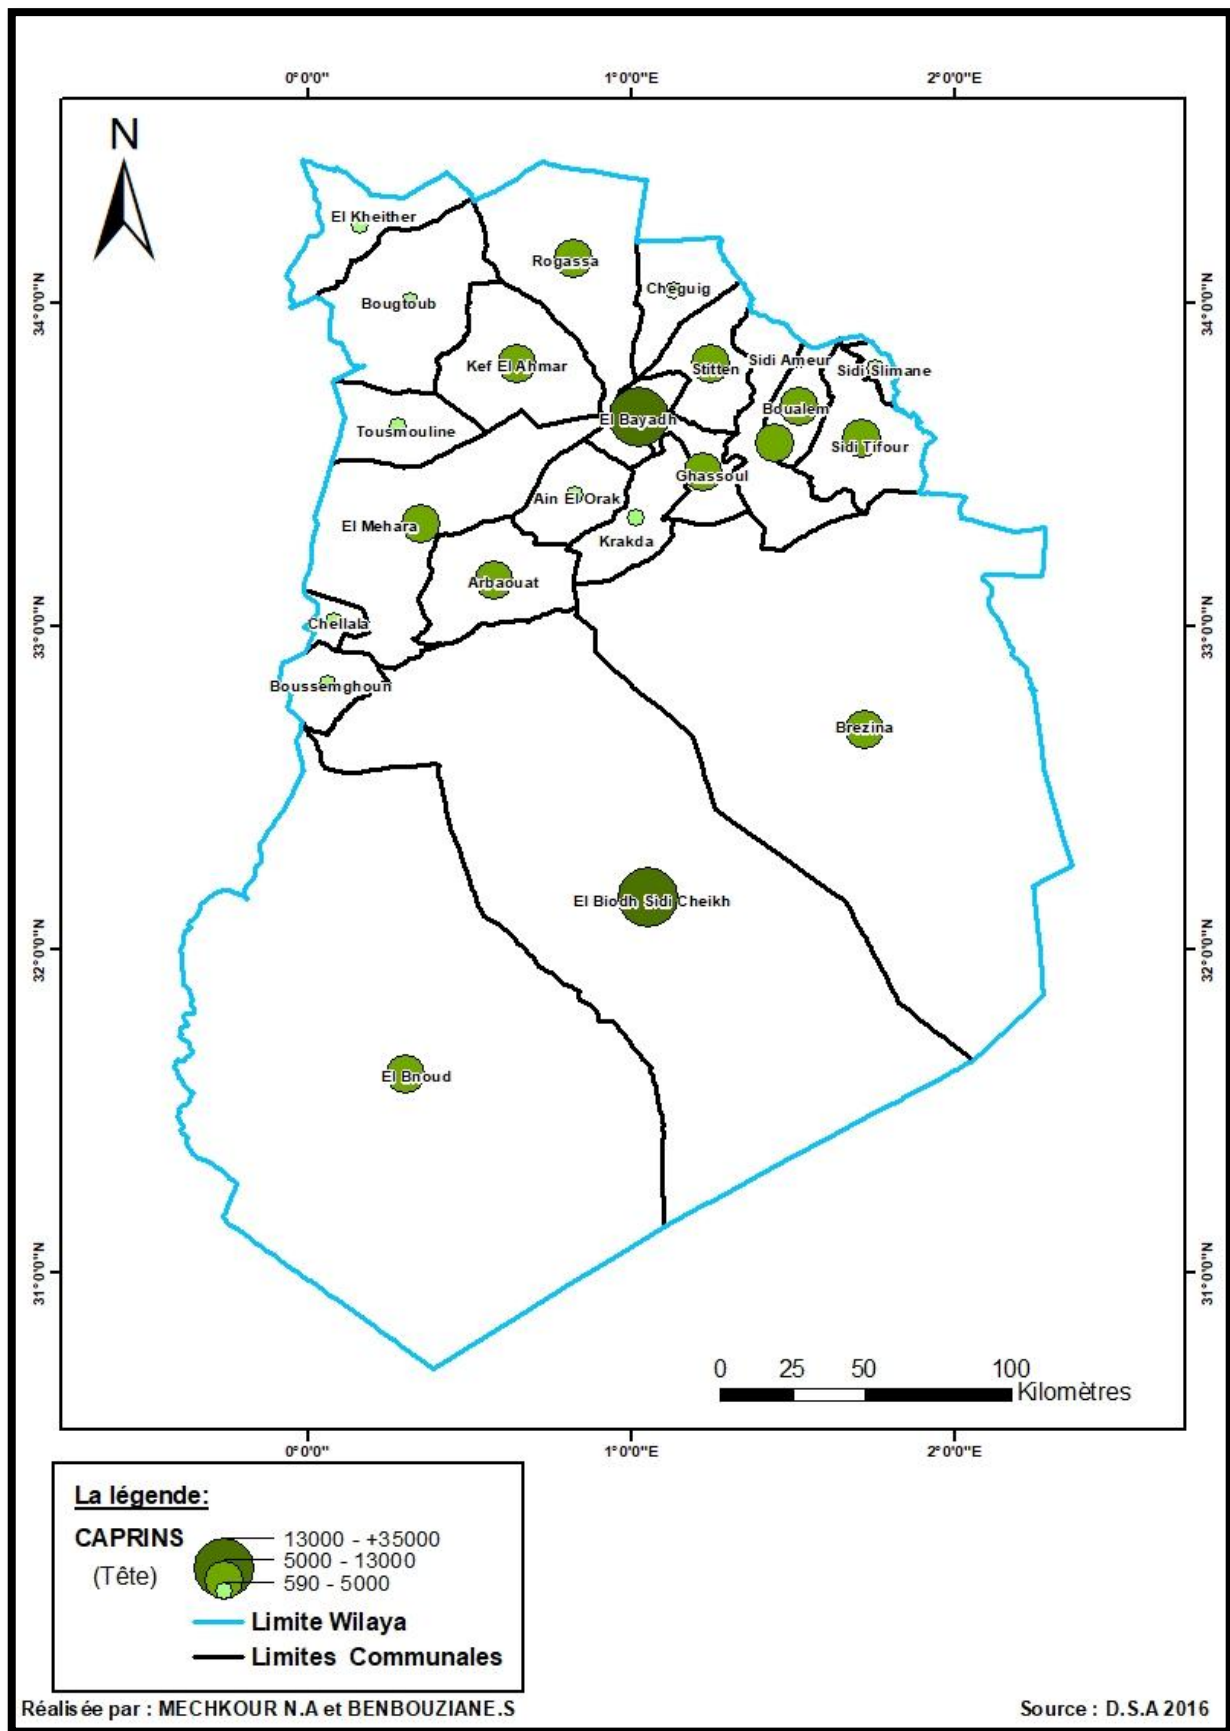 0°0'0" 1°0'0"E 2°0'0"E
N
El Kheither
Rogassa
Cheguig
Bougtoub
34°0'0"N 34°0'0"N
Sidi Ameur
Kef El Ahmar
Stitten
Sidi Slimane
Boualem
El Bayadh
Tousmouline
Sidi Tifour
Ghassoul
Ain El Orak
El Mehara
Krakda
Arbaouat
Chellala
33°0'0"N 33°0'0"N
Boussemghoun
Brezina
El Biodh Sidi Cheikh
32°0'0"N 32°0'0"N
El Bnoud
31°0'0"N 31°0'0"N
0 25 50 100
Kilomètres
0°0'0" 1°0'0"E 2°0'0"E
La légende:
CAPRINS
(Tête)
13000 - +35000
5000 - 13000
590 - 5000
Limite Wilaya
Limites Communales
Réalisée par : MECHKOUR N.A et BENBOUZIANE.S
Source : D.S.A 2016